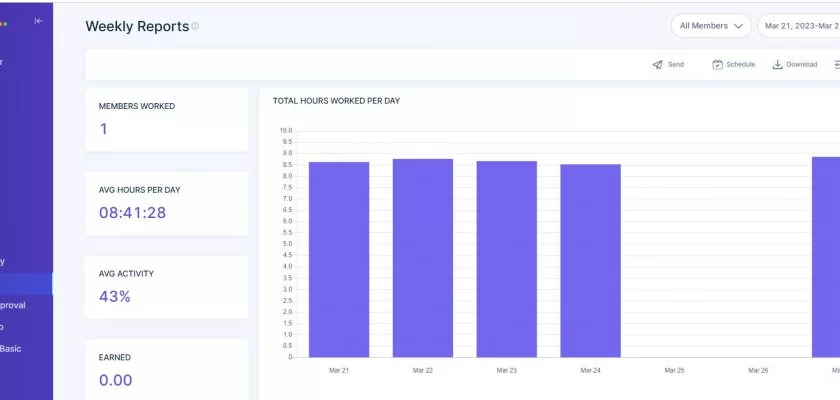 Weekly Reports
All Members
Mar 21, 2023-Mar 2
Send
Schedule
Download
MEMBERS WORKED
1
AVG HOURS PER DAY
08:41:28
AVG ACTIVITY
43%
EARNED
0.00
TOTAL HOURS WORKED PER DAY
10.0
9.5
9.0
8.5
8.0
7.5
7.0
6.5
6.0
5.5
5.0
4.5
4.0
3.5
3.0
2.5
2.0
1.5
1.0
0.5
0
Mar 21
Mar 22
Mar 23
Mar 24
Mar 25
Mar 26
Ma
r
y
proval
o
Basic